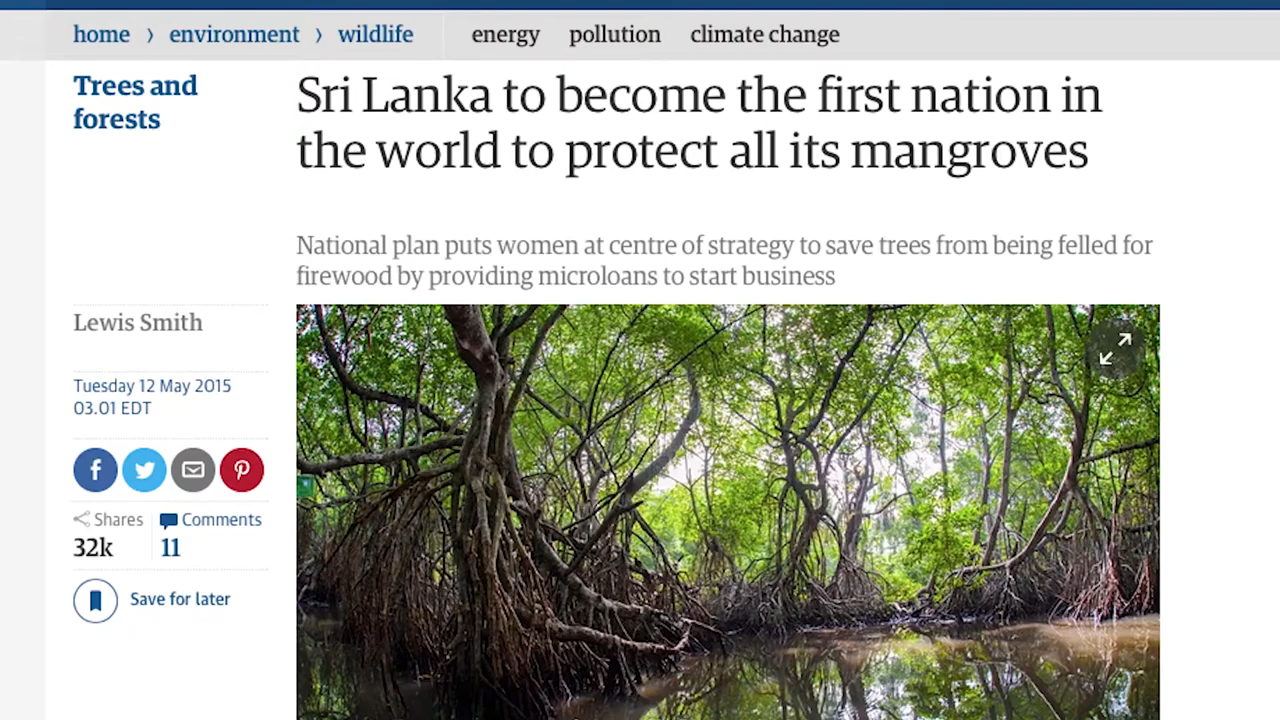 home › environment › wildlife energy pollution climate change
Trees and
forests
Sri Lanka to become the first nation in
the world to protect all its mangroves
National plan puts women at centre of strategy to save trees from being felled for
firewood by providing microloans to start business
Lewis Smith
Tuesday 12 May 2015
03.01 EDT
Shares Comments
32k 11
Save for later